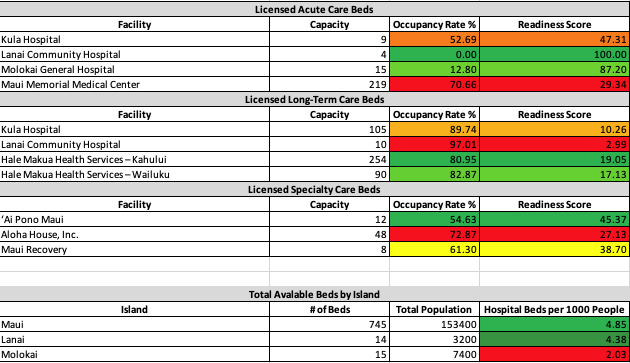 Licensed Acute Care Beds
Facility Capacity Occupancy Rate % Readiness Score
Kula Hospital 9 52.69 47.31
Lanai Community Hospital 4 0.00 100.00
Molokai General Hospital 15 12.80 87.20
Maui Memorial Medical Center 219 70.66 29.34
Licensed Long-Term Care Beds
Facility Capacity Occupancy Rate % Readiness Score
Kula Hospital 105 89.74 10.26
Lanai Community Hospital 10 97.01 2.99
Hale Makua Health Services – Kahului 254 80.95 19.05
Hale Makua Health Services – Wailuku 90 82.87 17.13
Licensed Specialty Care Beds
Facility Capacity Occupancy Rate % Readiness Score
‘Ai Pono Maui 12 54.63 45.37
Aloha House, Inc. 48 72.87 27.13
Maui Recovery 8 61.30 38.70
Total Avalable Beds by Island
Island # of Beds Total Population Hospital Beds per 1000 People
Maui 745 153400 4.85
Lanai 14 3200 4.38
Molokai 15 7400 2.03